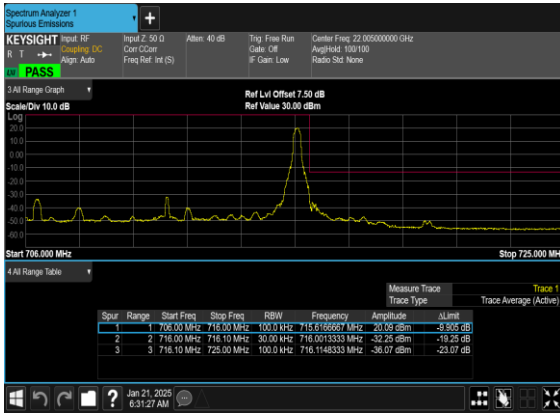 Spectrum Analyzer 1
Spurious Emissions
KEYSIGHT Input: RF Input Z: 50 Ω Atten: 40 dB Trig: Free Run Center Freq: 22.005000000 GHz
R T Coupling: DC Corr CCorr Gate: Off Avg|Hold: 100/100
Align: Auto Freq Ref: Int (S) IF Gain: Low Radio Std: None
PASS
3 All Range Graph
Ref Lvl Offset 7.50 dB
Scale/Div 10.0 dB Ref Value 30.00 dBm
Log
20.0
10.0
0.00
-10.0
-20.0
-30.0
-40.0
-50.0
-60.0
Start 706.000 MHz Stop 725.000 MH
4 All Range Table
Measure Trace Trace 1
Trace Type Trace Average (Active)
Spur Range Start Freq Stop Freq RBW Frequency Amplitude ΔLimit
1 1 706.00 MHz 716.00 MHz 100.0 kHz 715.6166667 MHz 20.09 dBm -9.905 dB
2 2 716.00 MHz 716.10 MHz 30.00 kHz 716.0013333 MHz -32.25 dBm -19.25 dB
3 3 716.10 MHz 725.00 MHz 100.0 kHz 716.1148333 MHz -36.07 dBm -23.07 dB
Jan 21, 2025
6:31:27 AM